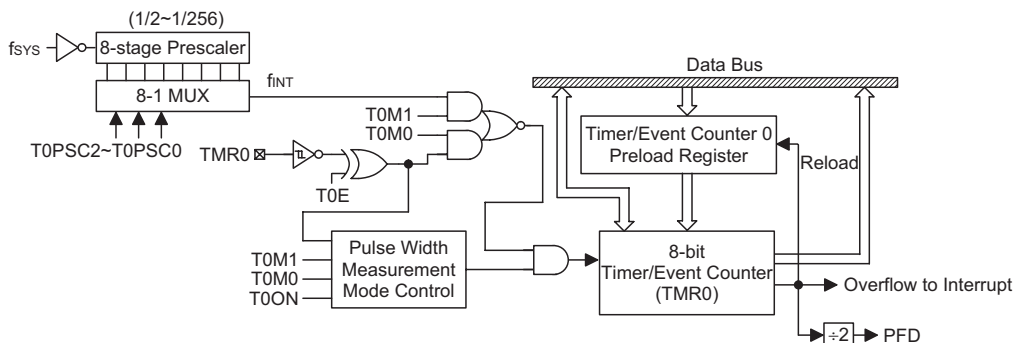 (1/2~1/256)
fSYS
8-stage Prescaler
8-1 MUX
fINT
T0PSC2~T0PSC0
TMR0
T0E
T0M1
T0M0
T0M1
T0M0
T0ON
Pulse Width
Measurement
Mode Control
Data Bus
Timer/Event Counter 0
Preload Register
Reload
8-bit
Timer/Event Counter
(TMR0)
Overflow to Interrupt
÷2
PFD